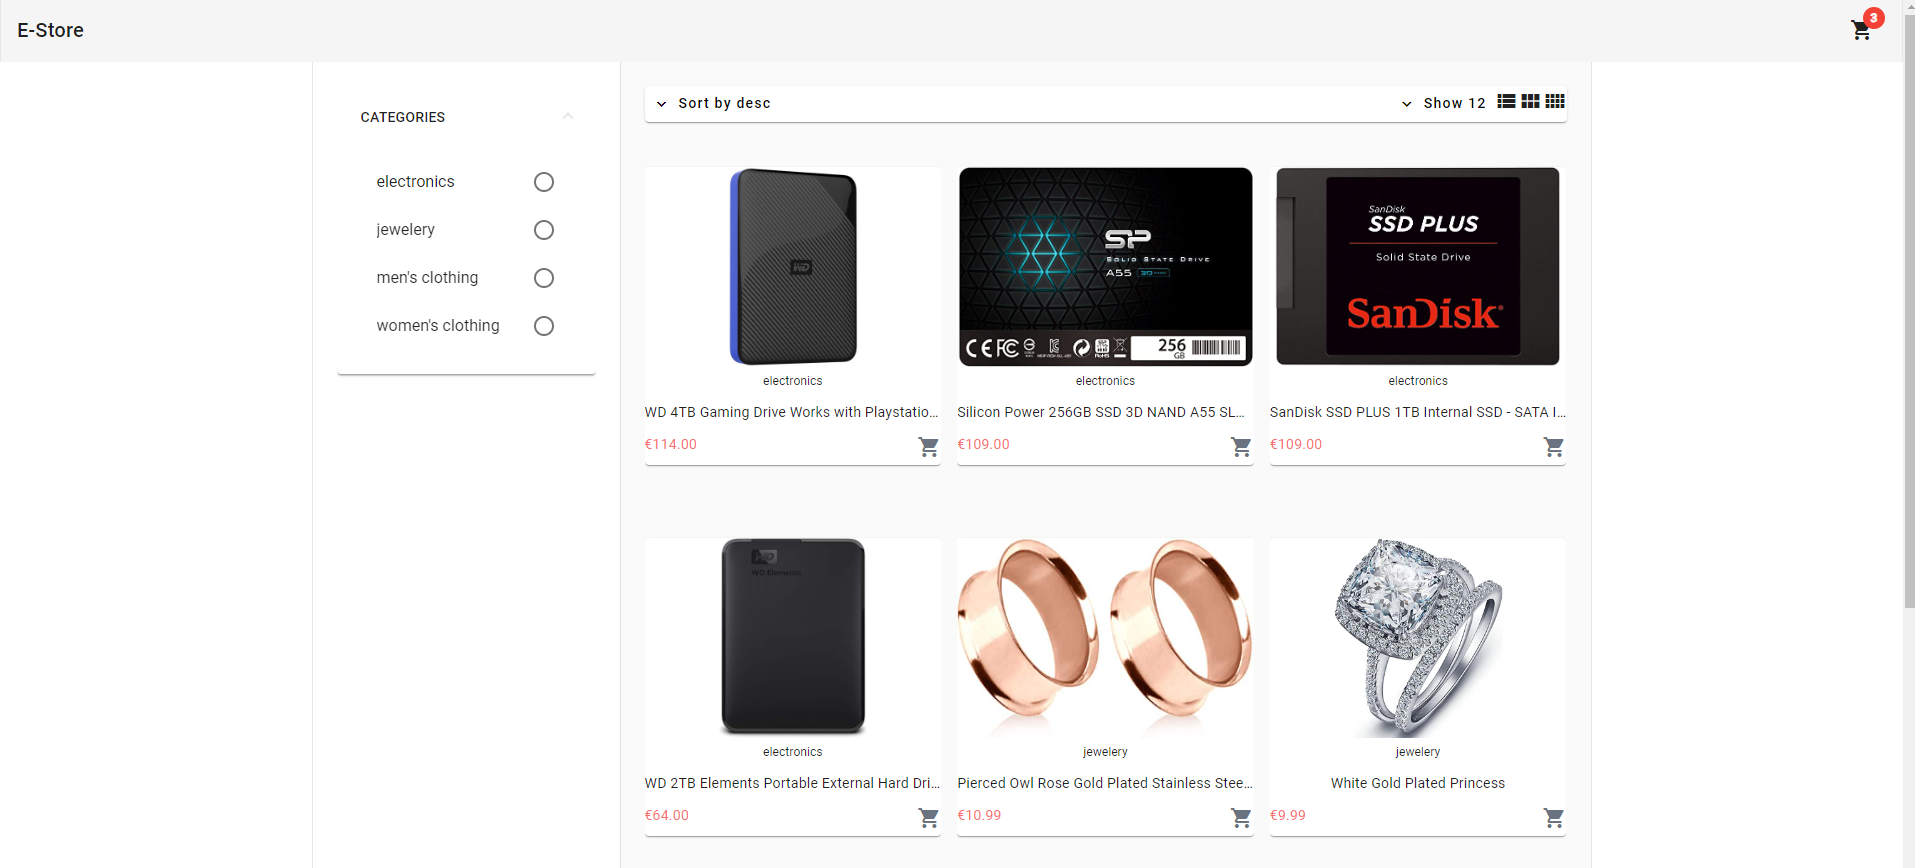 E-Store
3
CATEGORIES
electronics
jewelery
men's clothing
women's clothing
Sort by desc
Show 12
WD
electronics
WD 4TB Gaming Drive Works with Playstatio...
€114.00
SP
SOLID STATE DRIVE
A55
256
GB
electronics
Silicon Power 256GB SSD 3D NAND A55 SL...
€109.00
SanDisk
SSD PLUS
Solid State Drive
SanDisk
electronics
SanDisk SSD PLUS 1TB Internal SSD - SATA I...
€109.00
WD
WD Elements
electronics
WD 2TB Elements Portable External Hard Dri...
€64.00
jewelery
Pierced Owl Rose Gold Plated Stainless Stee...
€10.99
jewelery
White Gold Plated Princess
€9.99